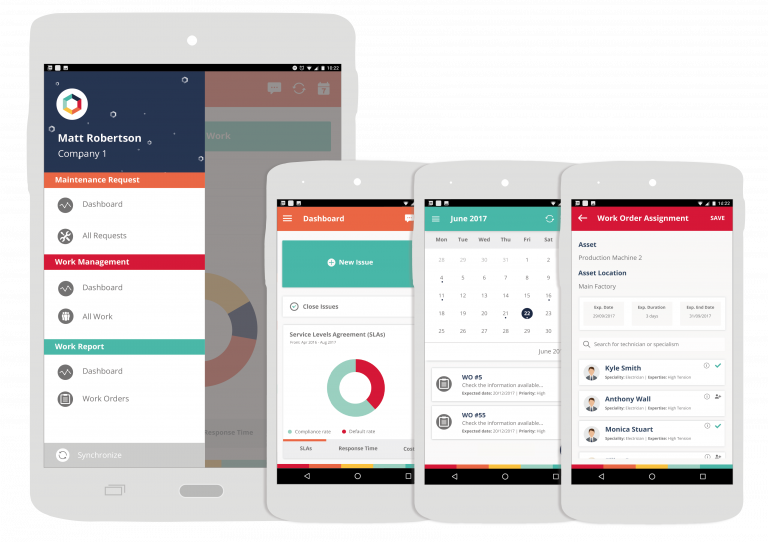 10:22
Matt Robertson
Company 1
Maintenance Request
Dashboard
All Requests
Work Management
Dashboard
All Work
Work Report
Dashboard
Work Orders
Synchronize
Work
Response Time
Dashboard
New Issue
Close Issues
Service Levels Agreement (SLAs)
From: Apr 2016 - Aug 2017
Compliance rate
Default rate
SLAs Response Time
June 2017
Mon Tue Wed Thu Fri Sat
28 29 30 31 1 2
4 5 6 7 8 9
11 12 13 14 15 16
18 19 20 21 22 23
25 26 27 28 29 30
WO #5
Check the information available...
Expected date: 20/12/2017 | Priority: High
WO #55
Check the information available...
Expected date: 20/12/2017 | Priority: High
10:22
Work Order Assignment SAVE
Asset
Production Machine 2
Asset Location
Main Factory
Exp. Date Exp. Duration Exp. End Date
20/09/2017 3 days 21/09/2017
Search for technician or specialism
Kyle Smith
Speciality: Electrician | Expertise: High Tension
Anthony Wall
Speciality: Electrician | Expertise: High Tension
Monica Stuart
Speciality: Electrician | Expertise: High Tension